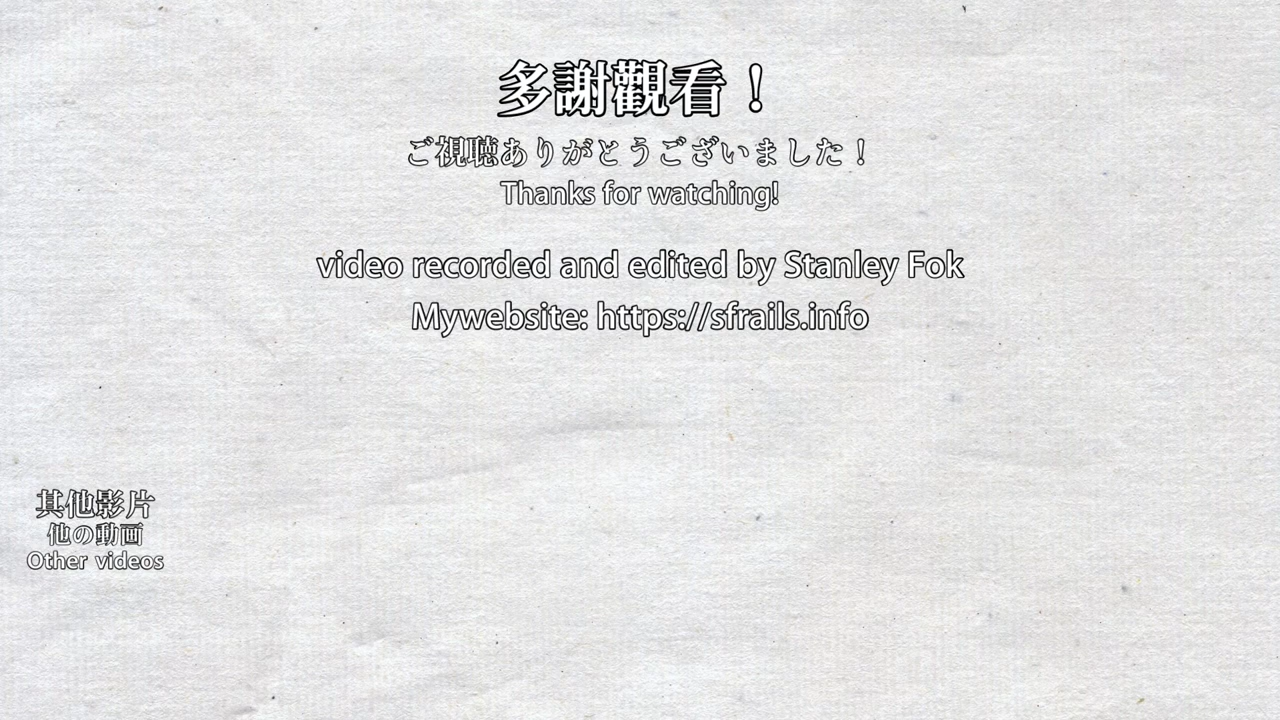 多謝觀看！
ご視聴ありがとうございました！
Thanks for watching!
video recorded and edited by Stanley Fok
Mywebsite: https://sfrails.info
其他影片
他の動画
Other videos